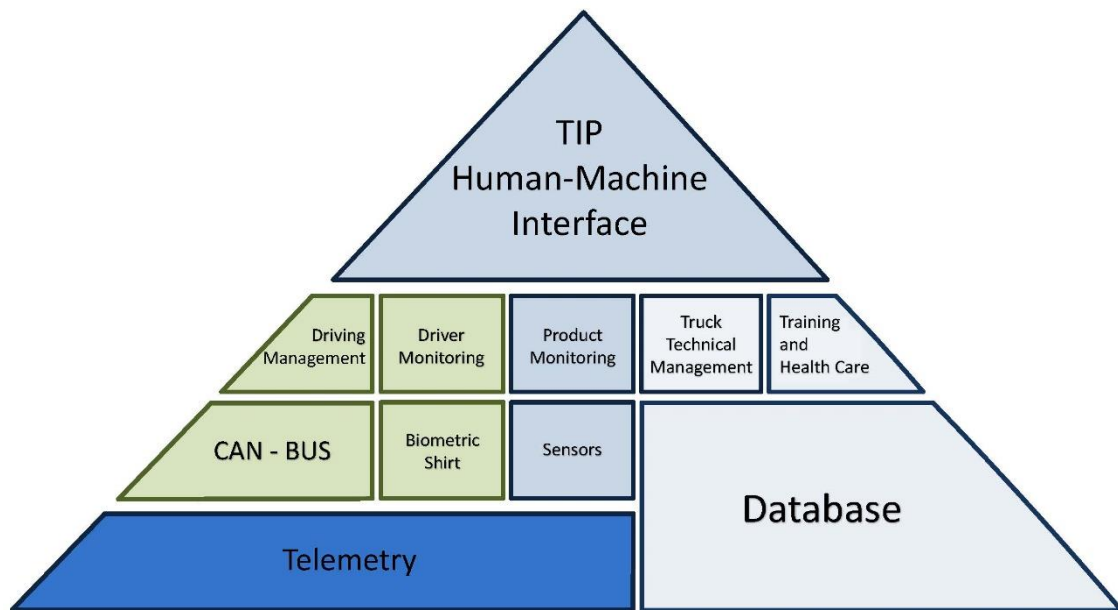 TIP
Human-Machine
Interface
Driving
Management
Driver
Monitoring
Product
Monitoring
Truck
Technical
Management
Training
and
Health Care
CAN - BUS
Biometric
Shirt
Sensors
Database
Telemetry